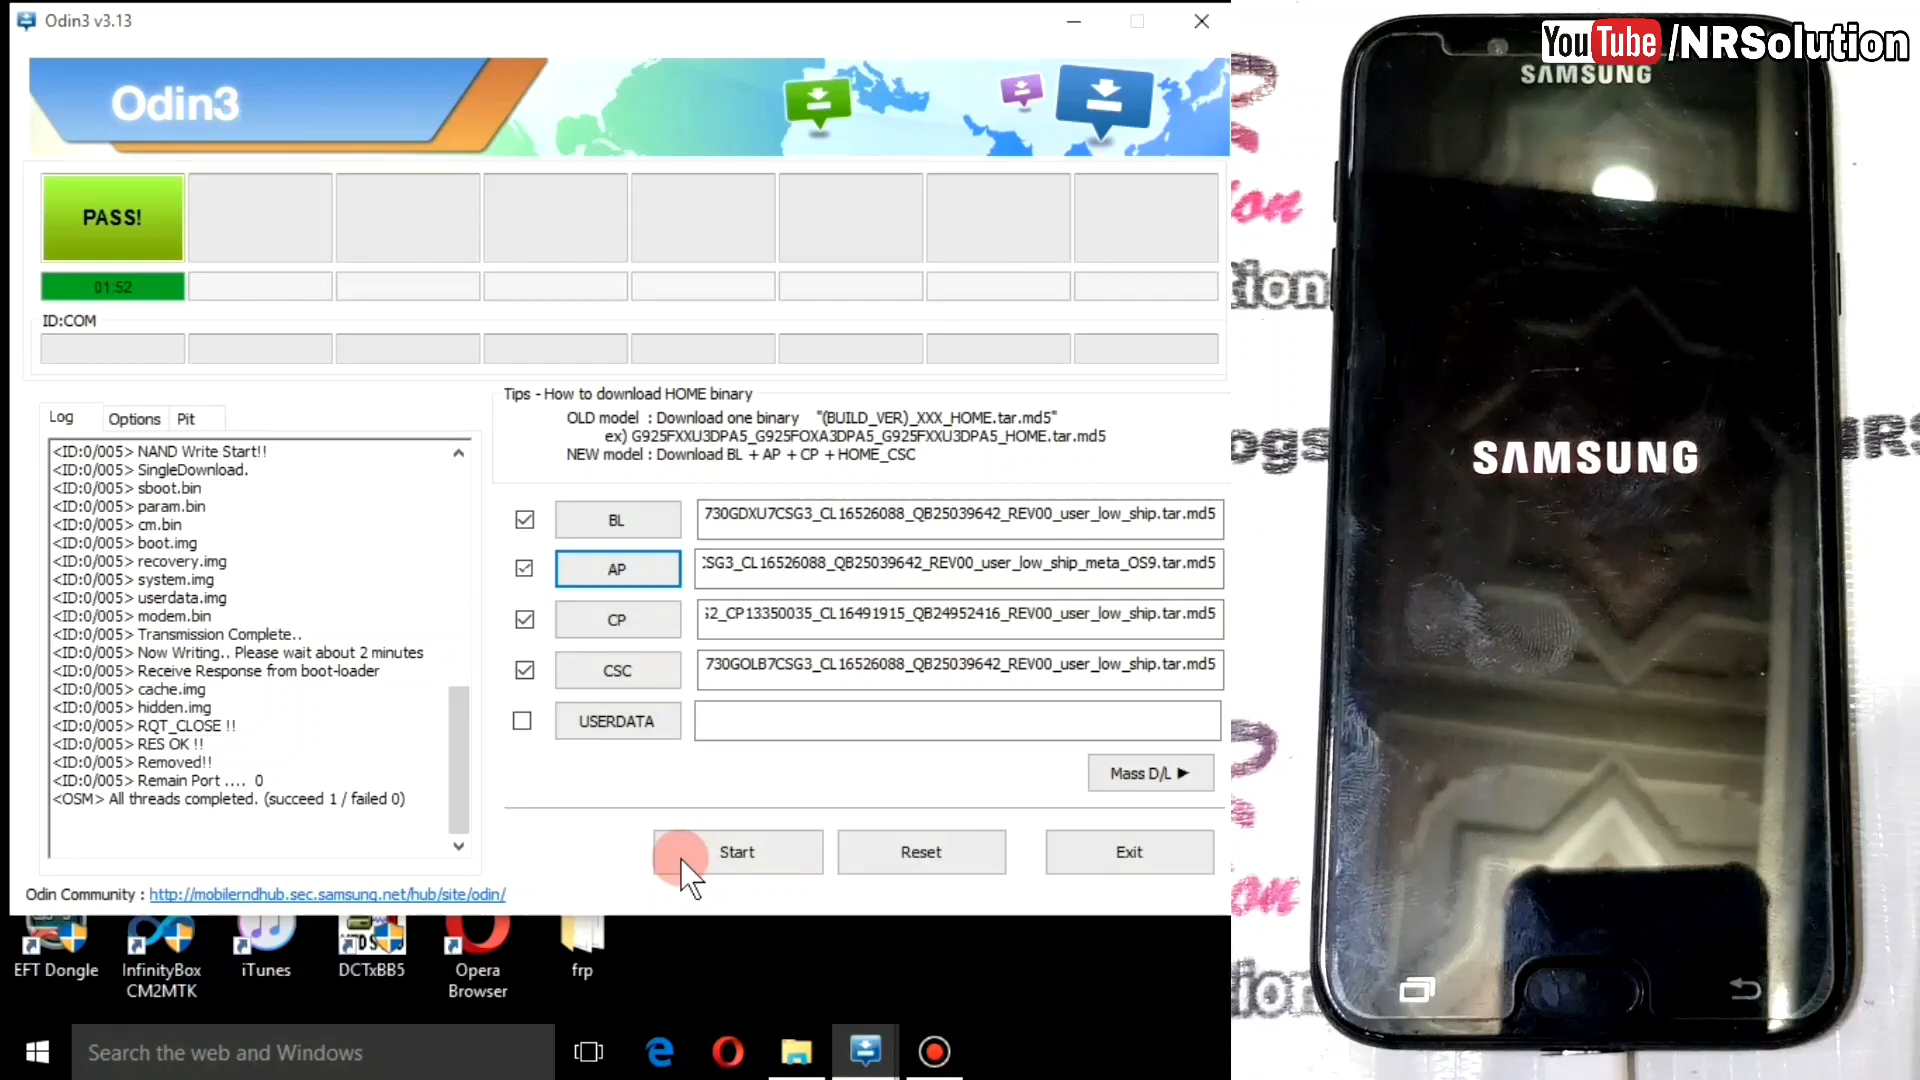 Odin3 v3.13
Odin3
PASS!
01:52
ID:COM
Log
Options
Pit
<ID:0/005> NAND Write Start!!
<ID:0/005> SingleDownload.
<ID:0/005> sboot.bin
<ID:0/005> param.bin
<ID:0/005> cm.bin
<ID:0/005> boot.img
<ID:0/005> recovery.img
<ID:0/005> system.img
<ID:0/005> userdata.img
<ID:0/005> modem.bin
<ID:0/005> Transmission Complete..
<ID:0/005> Now Writing.. Please wait about 2 minutes
<ID:0/005> Receive Response from boot-loader
<ID:0/005> cache.img
<ID:0/005> hidden.img
<ID:0/005> RQT_CLOSE !!
<ID:0/005> RES OK !!
<ID:0/005> Removed!!
<ID:0/005> Remain Port .... 0
<OSM> All threads completed. (succeed 1 / failed 0)
Tips - How to download HOME binary
OLD model : Download one binary "(BUILD_VER)_XXX_HOME.tar.md5"
ex) G925FXXU3DPA5_G925FOXA3DPA5_G925FXXU3DPA5_HOME.tar.md5
NEW model : Download BL + AP + CP + HOME_CSC
BL
730GDXU7CSG3_CL16526088_QB25039642_REV00_user_low_ship.tar.md5
AP
CSG3_CL16526088_QB25039642_REV00_user_low_ship_meta_OS9.tar.md5
CP
S2_CP13350035_CL16491915_QB24952416_REV00_user_low_ship.tar.md5
CSC
730GOLB7CSG3_CL16526088_QB25039642_REV00_user_low_ship.tar.md5
USERDATA
Mass D/L ►
Start
Reset
Exit
Odin Community : http://mobilerndhub.sec.samsung.net/hub/site/odin/
EFT Dongle
InfinityBox CM2MTK
iTunes
DCTxBB5
Opera Browser
frp
Search the web and Windows
YouTube /NRSolution
SAMSUNG
SAMSUNG
on
tion
ogs
RS
on
tion